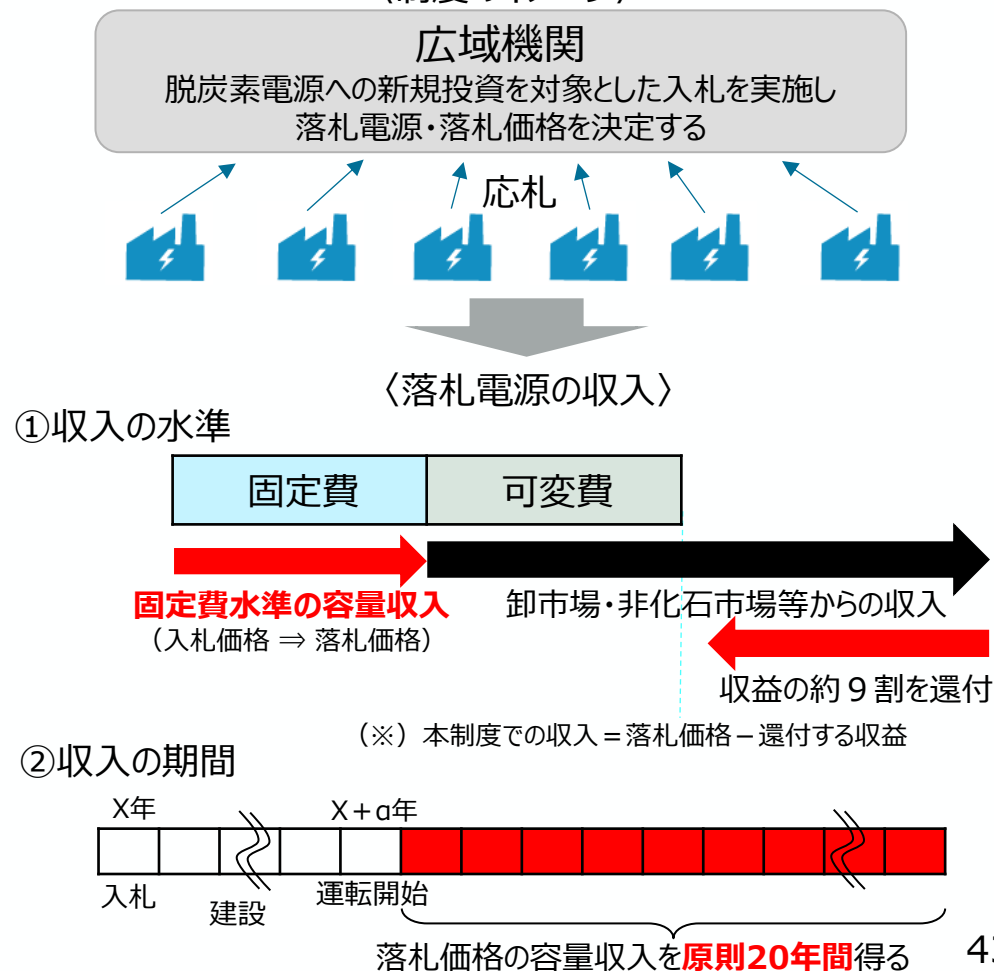 広域機関
脱炭素電源への新規投資を対象とした入札を実施し
落札電源・落札価格を決定する
応札
〈落札電源の収入〉
①収入の水準
固定費
可変費
固定費水準の容量収入
(入札価格 ⇒ 落札価格)
卸市場・非化石市場等からの収入
収益の約9割を還付
(※)本制度での収入=落札価格-還付する収益
②収入の期間
X年
X+α年
入札
建設
運転開始
落札価格の容量収入を原則20年間得る